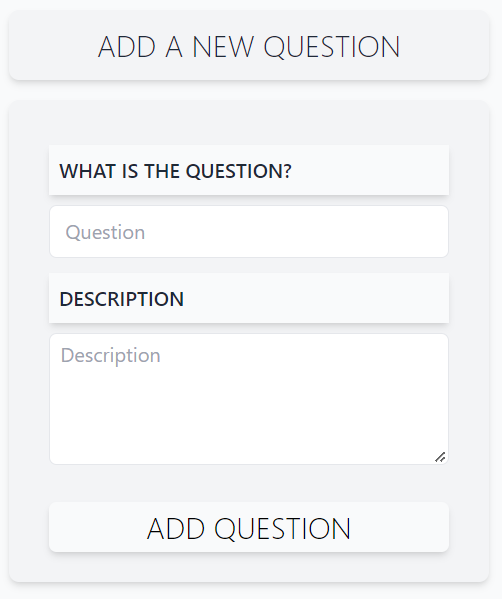 ADD A NEW QUESTION
WHAT IS THE QUESTION?
Question
DESCRIPTION
Description
ADD QUESTION